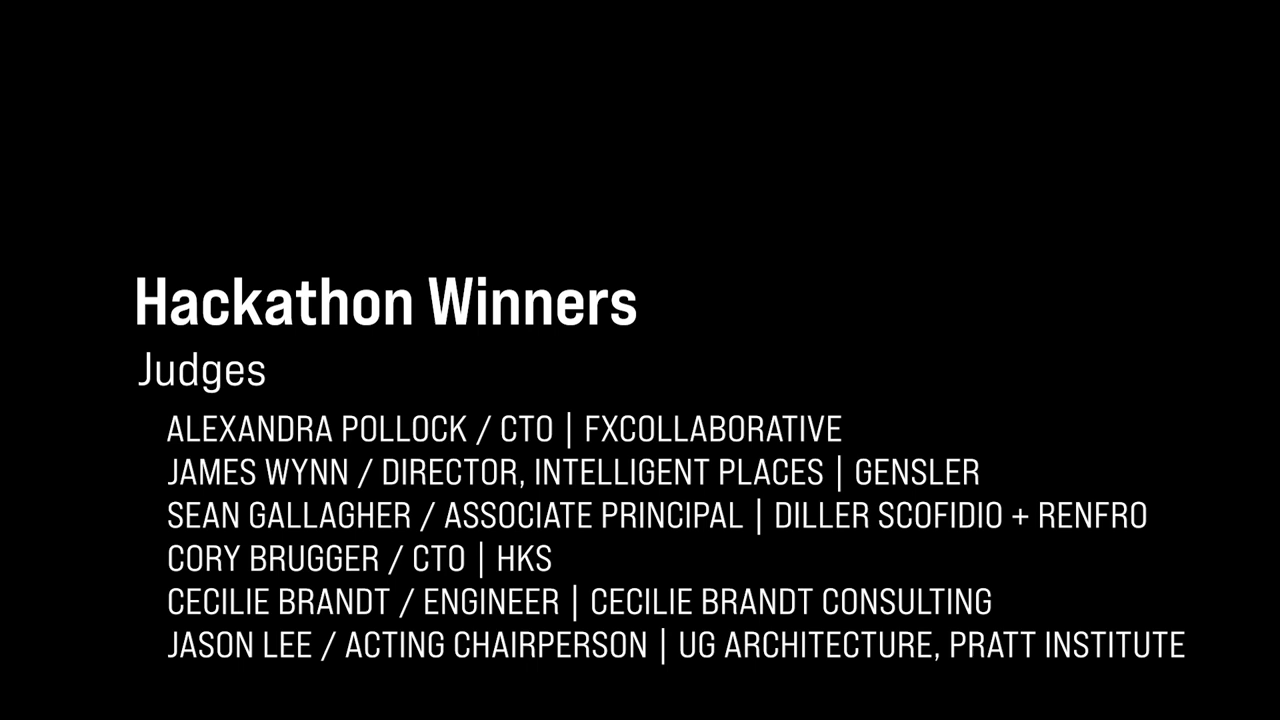 Hackathon Winners
Judges
ALEXANDRA POLLOCK / CTO | FXCOLLABORATIVE
JAMES WYNN / DIRECTOR, INTELLIGENT PLACES | GENSLER
SEAN GALLAGHER / ASSOCIATE PRINCIPAL | DILLER SCOFIDIO + RENFRO
CORY BRUGGER / CTO | HKS
CECILIE BRANDT / ENGINEER | CECILIE BRANDT CONSULTING
JASON LEE / ACTING CHAIRPERSON | UG ARCHITECTURE, PRATT INSTITUTE